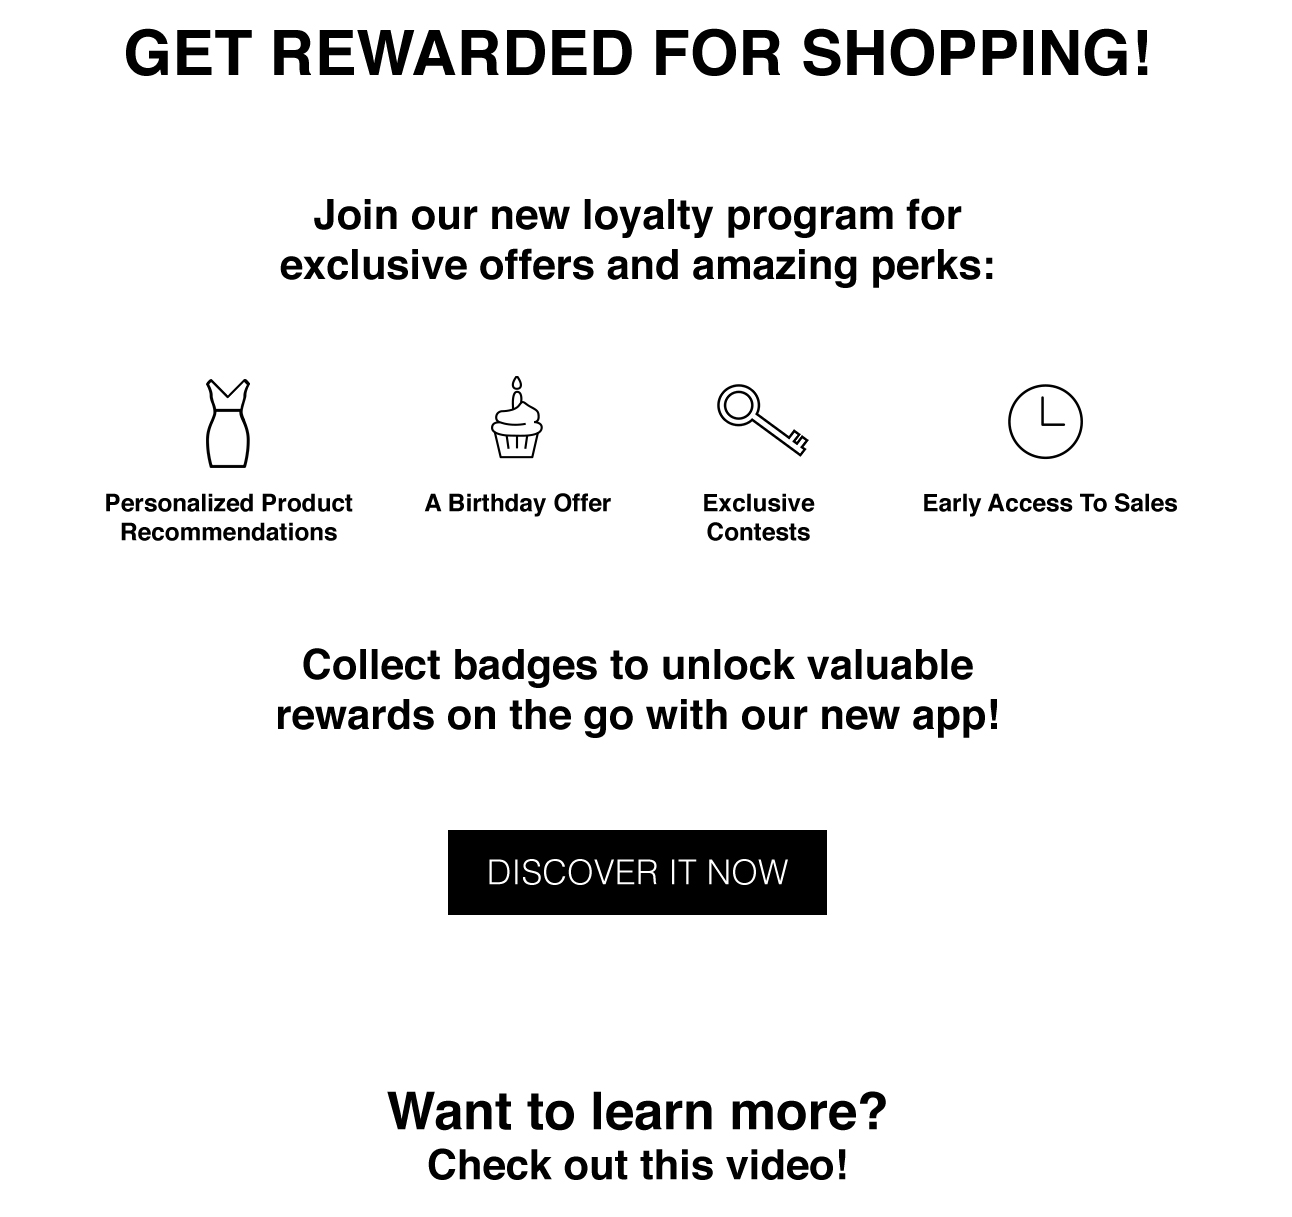 GET REWARDED FOR SHOPPING!
Join our new loyalty program for
exclusive offers and amazing perks:
Personalized Product
Recommendations
A Birthday Offer
Exclusive
Contests
Early Access To Sales
Collect badges to unlock valuable
rewards on the go with our new app!
DISCOVER IT NOW
Want to learn more?
Check out this video!